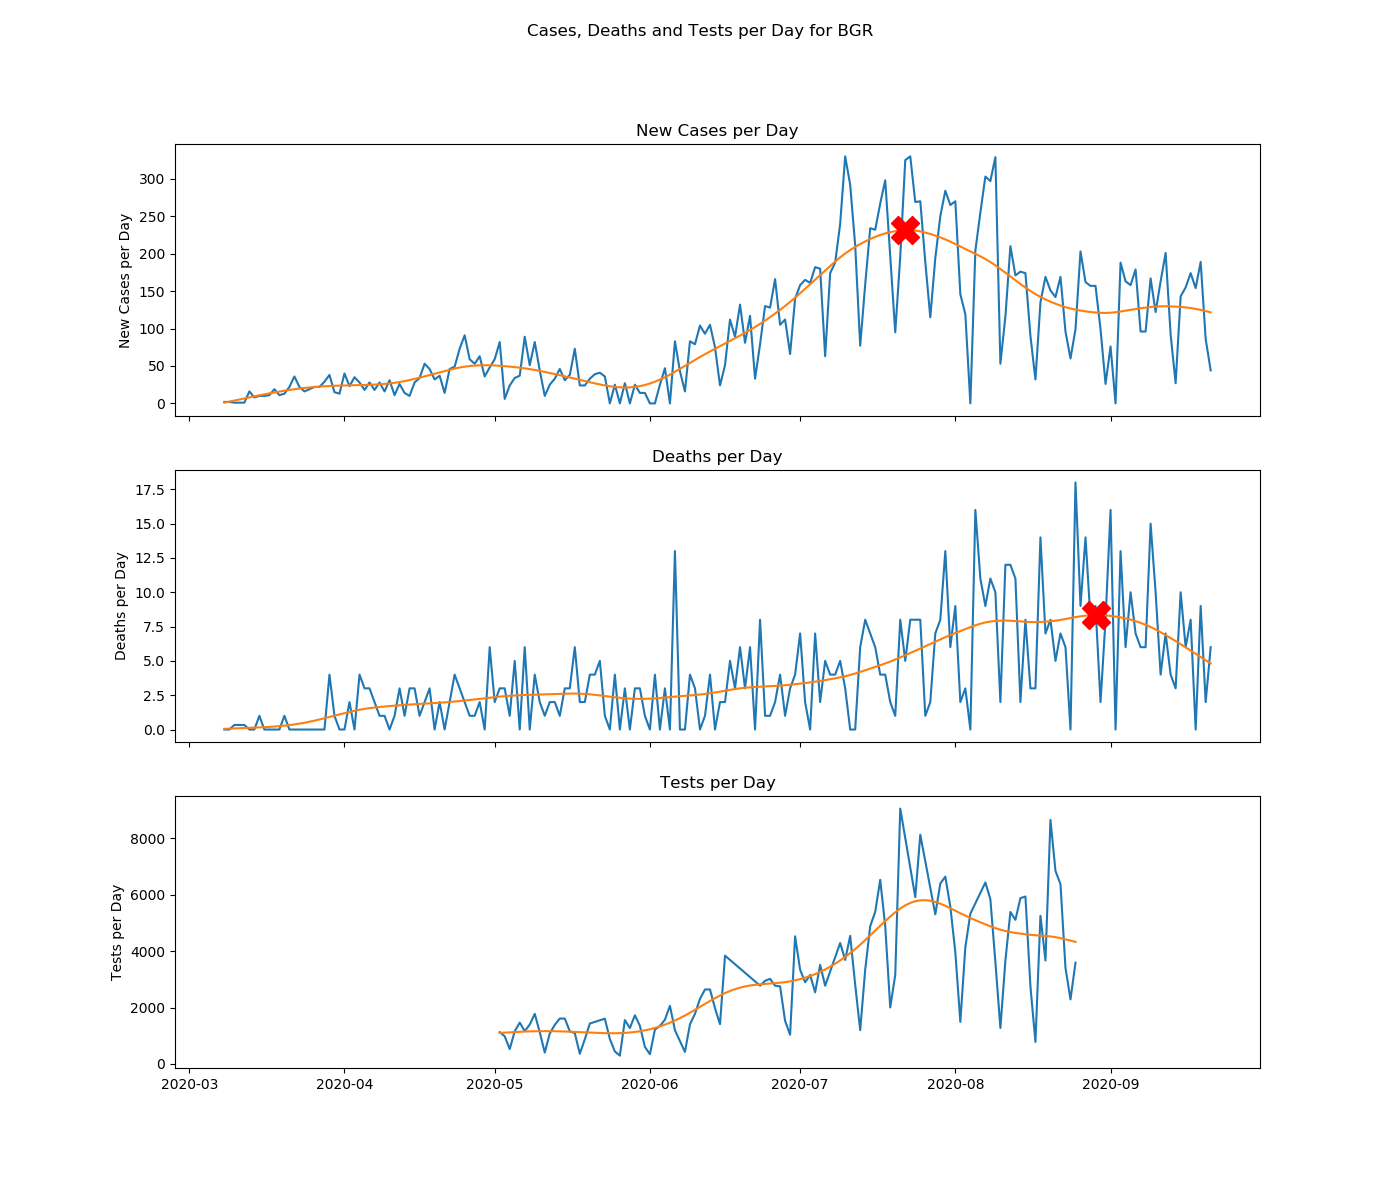 Cases, Deaths and Tests per Day for BGR
New Cases per Day
New Cases per Day
300
250
200
150
100
50
0
Deaths per Day
Deaths per Day
17.5
15.0
12.5
10.0
7.5
5.0
2.5
0.0
Tests per Day
Tests per Day
8000
6000
4000
2000
0
2020-03 2020-04 2020-05 2020-06 2020-07 2020-08 2020-09